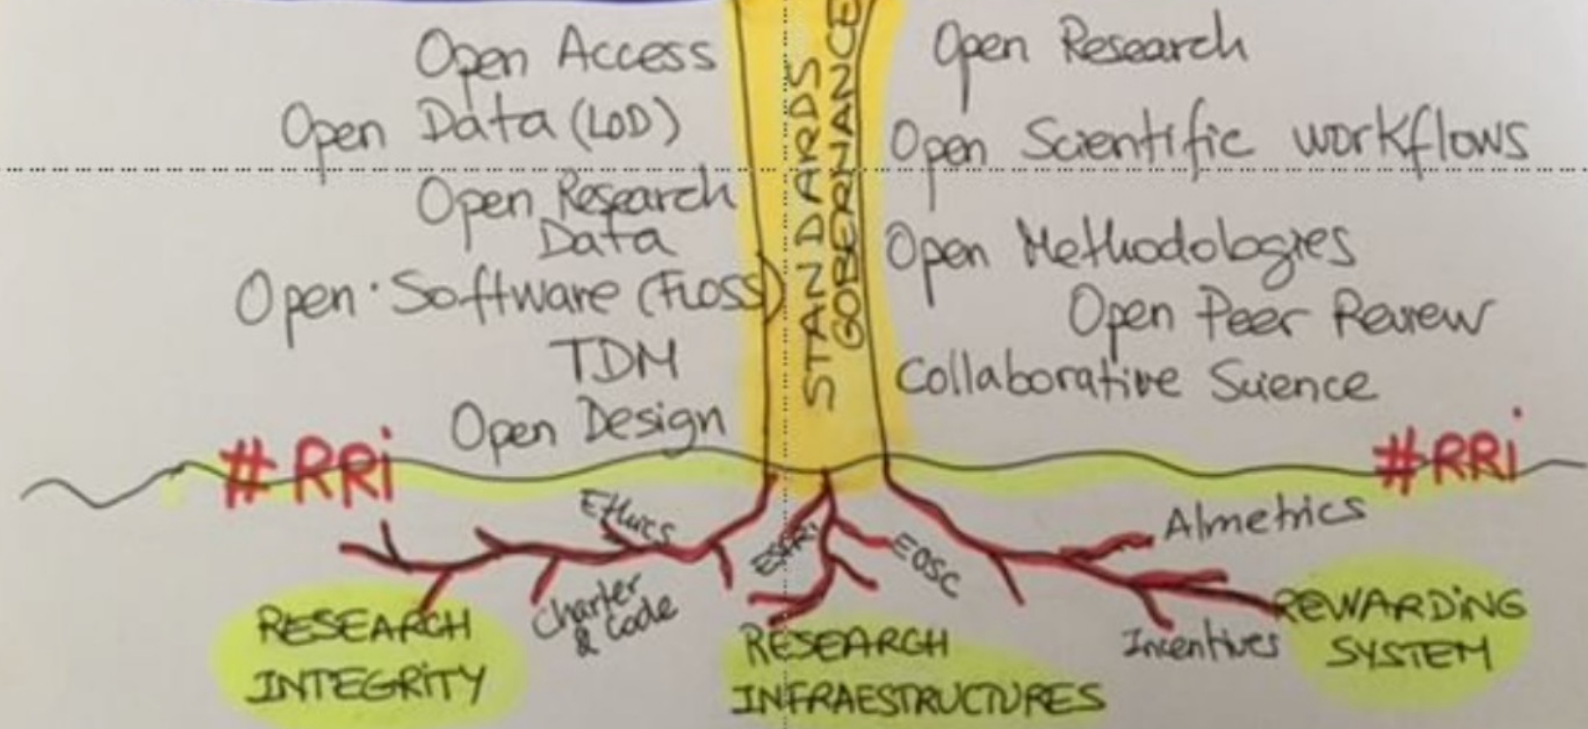 Open Access
Open Data (LOD)
Open Research
Data
Open Software (FLOSS)
TDM
Open Design
STANDARDS
GOBERNANCE
Open Research
Open Scientific workflows
Open Methodologies
Open Peer Review
Collaborative Science
#RRi
#RRi
Ethics
Charter
& Code
RESEARCH
INTEGRITY
ESFRI
EOSC
RESEARCH
INFRAESTRUCTURES
Almetrics
Incentives
REWARDING
SYSTEM